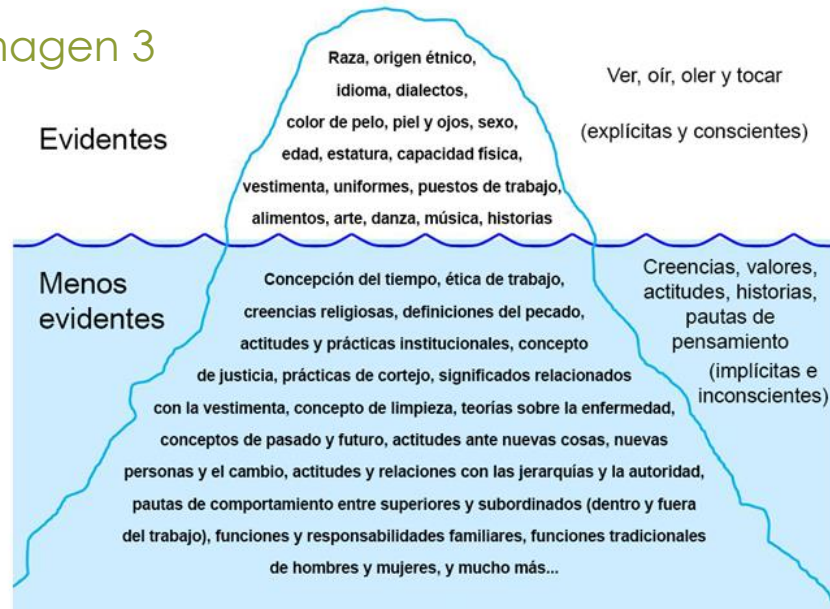 nagen 3
Raza, origen étnico,
idioma, dialectos,
color de pelo, piel y ojos, sexo,
edad, estatura, capacidad física,
vestimenta, uniformes, puestos de trabajo,
alimentos, arte, danza, música, historias
Evidentes
Ver, oír, oler y tocar
(explícitas y conscientes)
Menos
evidentes
Concepción del tiempo, ética de trabajo,
creencias religiosas, definiciones del pecado,
actitudes y prácticas institucionales, concepto
de justicia, prácticas de cortejo, significados relacionados
con la vestimenta, concepto de limpieza, teorías sobre la enfermedad,
conceptos de pasado y futuro, actitudes ante nuevas cosas, nuevas
personas y el cambio, actitudes y relaciones con las jerarquías y la autoridad,
pautas de comportamiento entre superiores y subordinados (dentro y fuera
del trabajo), funciones y responsabilidades familiares, funciones tradicionales
de hombres y mujeres, y mucho más...
Creencias, valores,
actitudes, historias,
pautas de
pensamiento
(implícitas e
inconscientes)